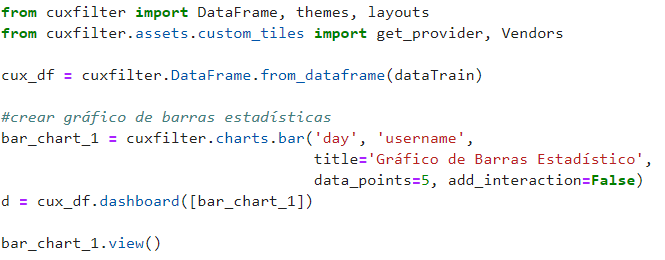 from cuxfilter import DataFrame, themes, layouts
from cuxfilter.assets.custom_tiles import get_provider, Vendors
cux_df = cuxfilter.DataFrame.from_dataframe(dataTrain)
#crear gráfico de barras estadísticas
bar_chart_1 = cuxfilter.charts.bar('day', 'username',
title='Gráfico de Barras Estadístico',
data_points=5, add_interaction=False)
d = cux_df.dashboard([bar_chart_1])
bar_chart_1.view()